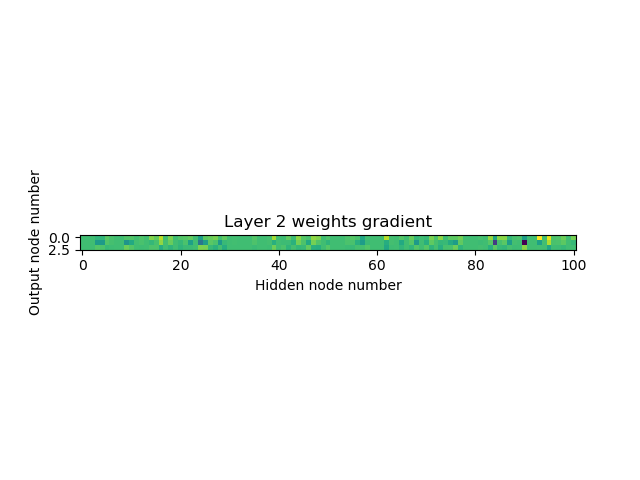 Layer 2 weights gradient
Output node number
0.0
2.5
0 20 40 60 80 100
Hidden node number